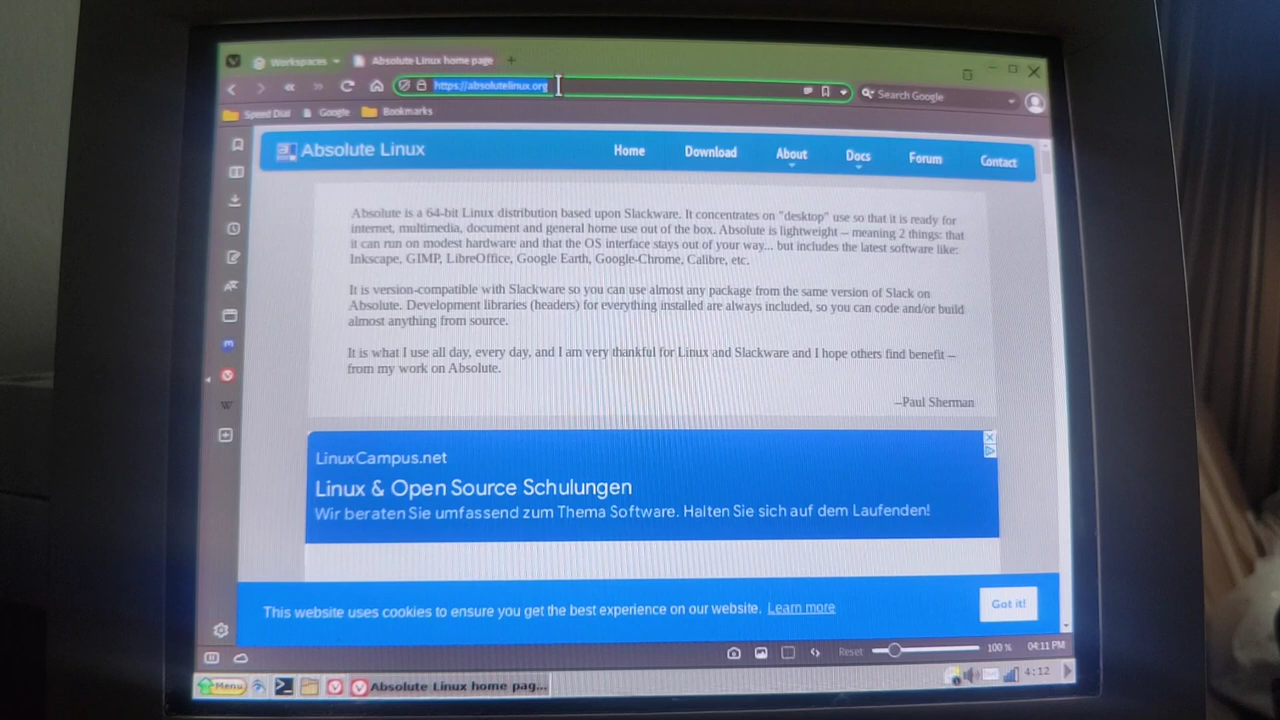 Workspaces
Absolute Linux home page
https://absolutelinux.org
Search Google
Speed Dial
Google
Bookmarks
Absolute Linux
Home
Download
About
Docs
Forum
Contact
Absolute is a 64-bit Linux distribution based upon Slackware. It concentrates on "desktop" use so that it is ready for
internet, multimedia, document and general home use out of the box. Absolute is lightweight -- meaning 2 things: that
it can run on modest hardware and that the OS interface stays out of your way... but includes the latest software like:
Inkscape, GIMP, LibreOffice, Google Earth, Google-Chrome, Calibre, etc.
It is version-compatible with Slackware so you can use almost any package from the same version of Slack on
Absolute. Development libraries (headers) for everything installed are always included, so you can code and/or build
almost anything from source.
It is what I use all day, every day, and I am very thankful for Linux and Slackware and I hope others find benefit --
from my work on Absolute.
--Paul Sherman
LinuxCampus.net
Linux & Open Source Schulungen
Wir beraten Sie umfassend zum Thema Software. Halten Sie sich auf dem Laufenden!
This website uses cookies to ensure you get the best experience on our website. Learn more
Got it!
Reset
100 %
04:11 PM
Menu
Absolute Linux home pag...
4:12